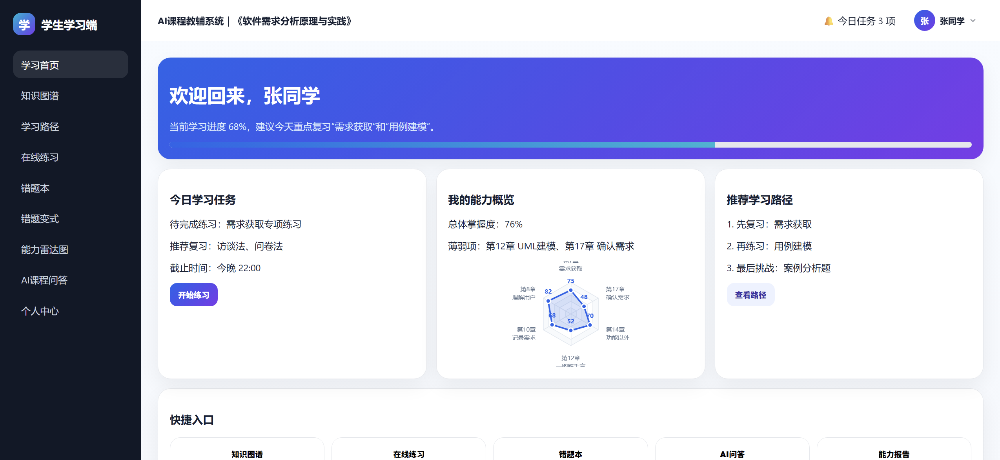 学 学生学习端
学习首页
知识图谱
学习路径
在线练习
错题本
错题变式
能力雷达图
AI课程问答
个人中心
AI课程教辅系统｜《软件需求分析原理与实践》
今日任务 3 项
张 张同学
欢迎回来，张同学
当前学习进度 68%，建议今天重点复习“需求获取”和“用例建模”。
今日学习任务
待完成练习：需求获取专项练习
推荐复习：访谈法、问卷法
截止时间：今晚 22:00
开始练习
我的能力概览
总体掌握度：76%
薄弱项：第12章 UML建模、第17章 确认需求
第7章
需求获取
75
第8章
理解用户
82
48
第17章
确认需求
68
52
70
第10章
记录需求
第14章
功能以外
第12章
一图胜千言
推荐学习路径
1. 先复习：需求获取
2. 再练习：用例建模
3. 最后挑战：案例分析题
查看路径
快捷入口
知识图谱
在线练习
错题本
AI问答
能力报告